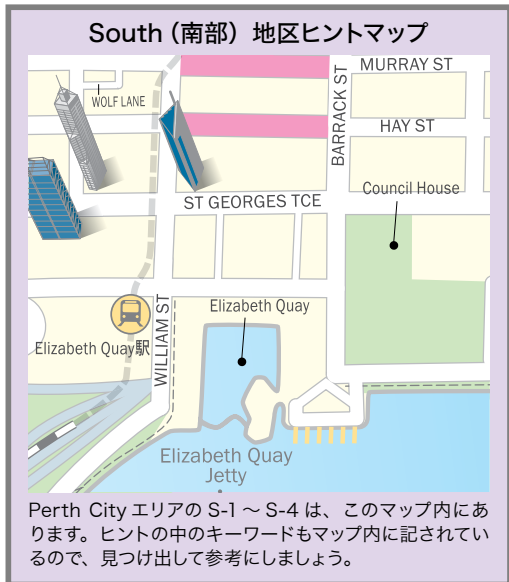 South（南部）地区ヒントマップ
MURRAY ST
WOLF LANE
BARRACK ST
HAY ST
Council House
ST GEORGES TCE
WILLIAM ST
Elizabeth Quay
Elizabeth Quay駅
Elizabeth Quay
Jetty
Perth City エリアの S-1 〜 S-4 は、このマップ内にあ
ります。ヒントの中のキーワードもマップ内に記されてい
るので、見つけ出して参考にしましょう。